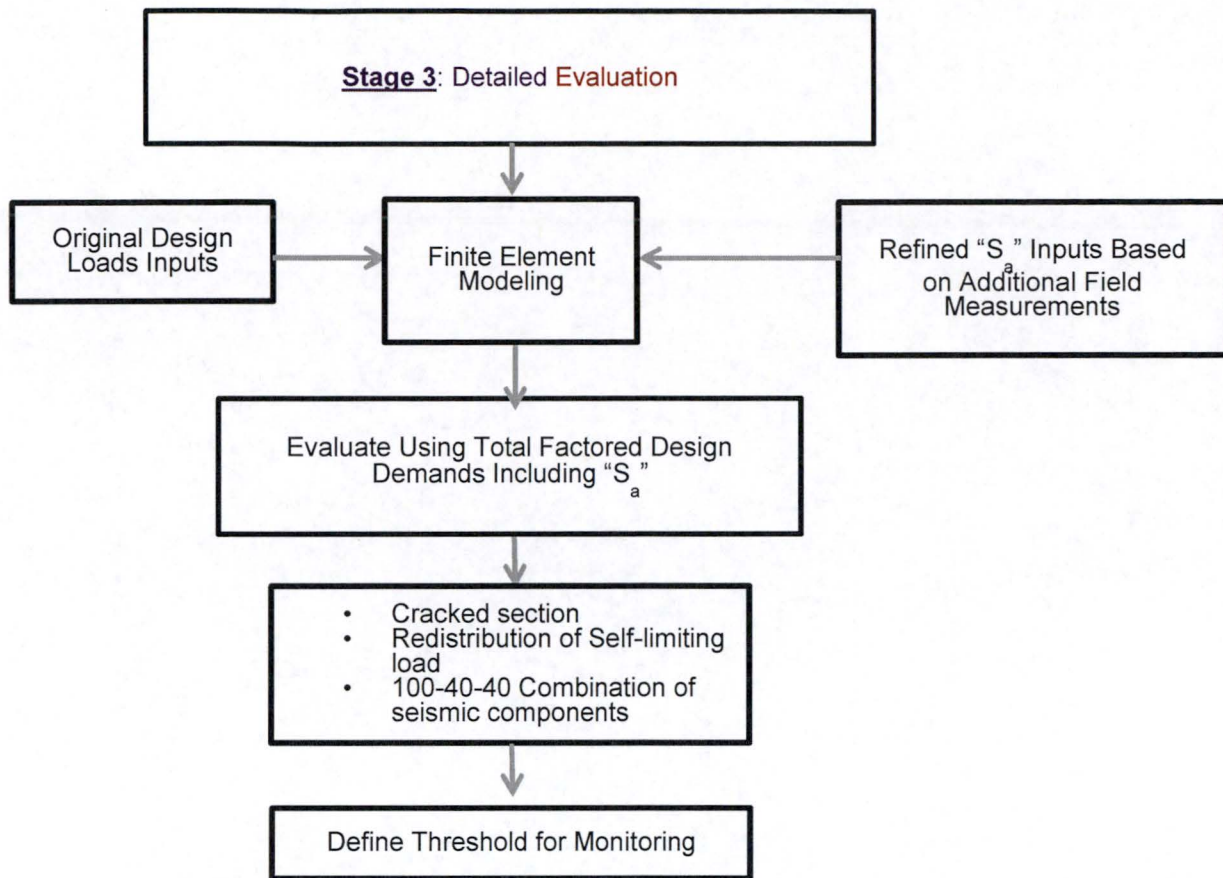 Stage 3: Detailed Evaluation
Original Design
Loads Inputs
Finite Element
Modeling
Refined “Sa” Inputs Based
on Additional Field
Measurements
Evaluate Using Total Factored Design
Demands Including “Sa”
• Cracked section
• Redistribution of Self-limiting
load
• 100-40-40 Combination of
seismic components
Define Threshold for Monitoring